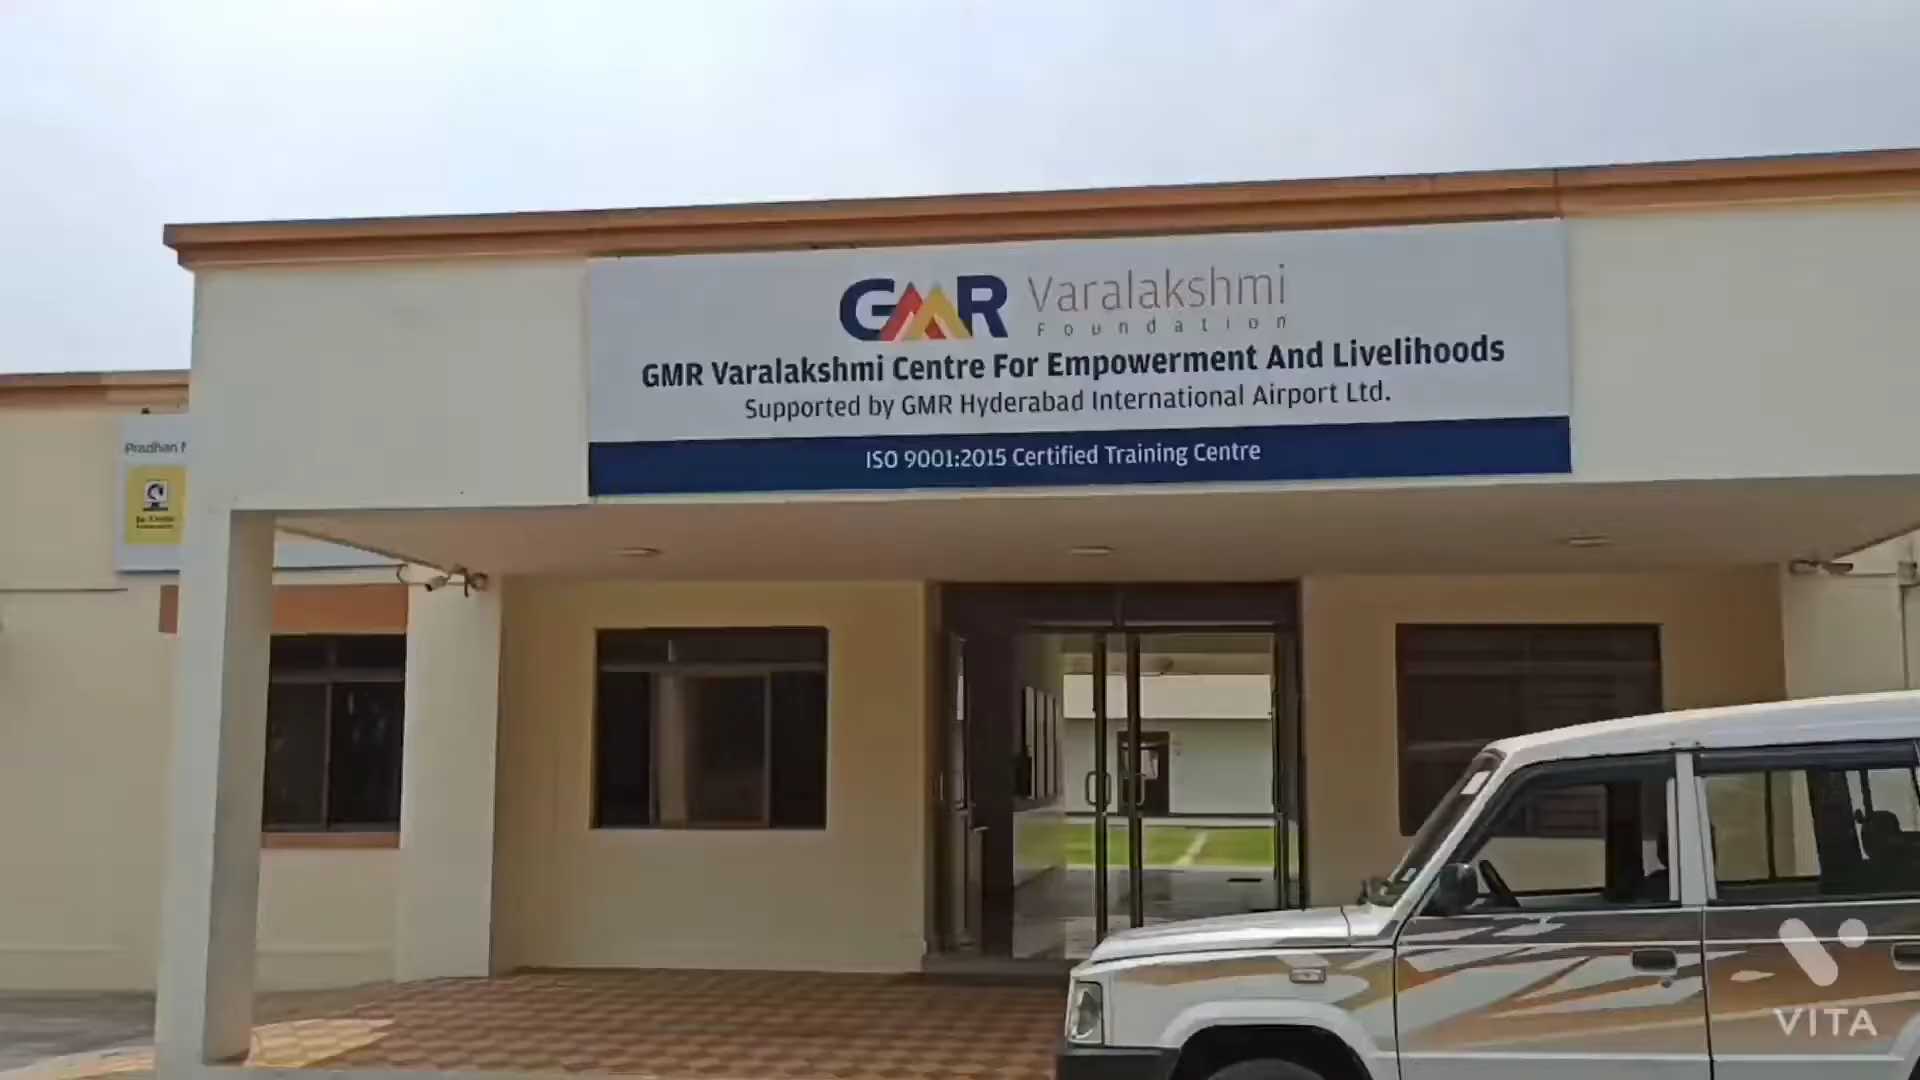 GMR Varalakshmi
Foundation
GMR Varalakshmi Centre For Empowerment And Livelihoods
Supported by GMR Hyderabad International Airport Ltd.
ISO 9001:2015 Certified Training Centre
Pradhan
VITA